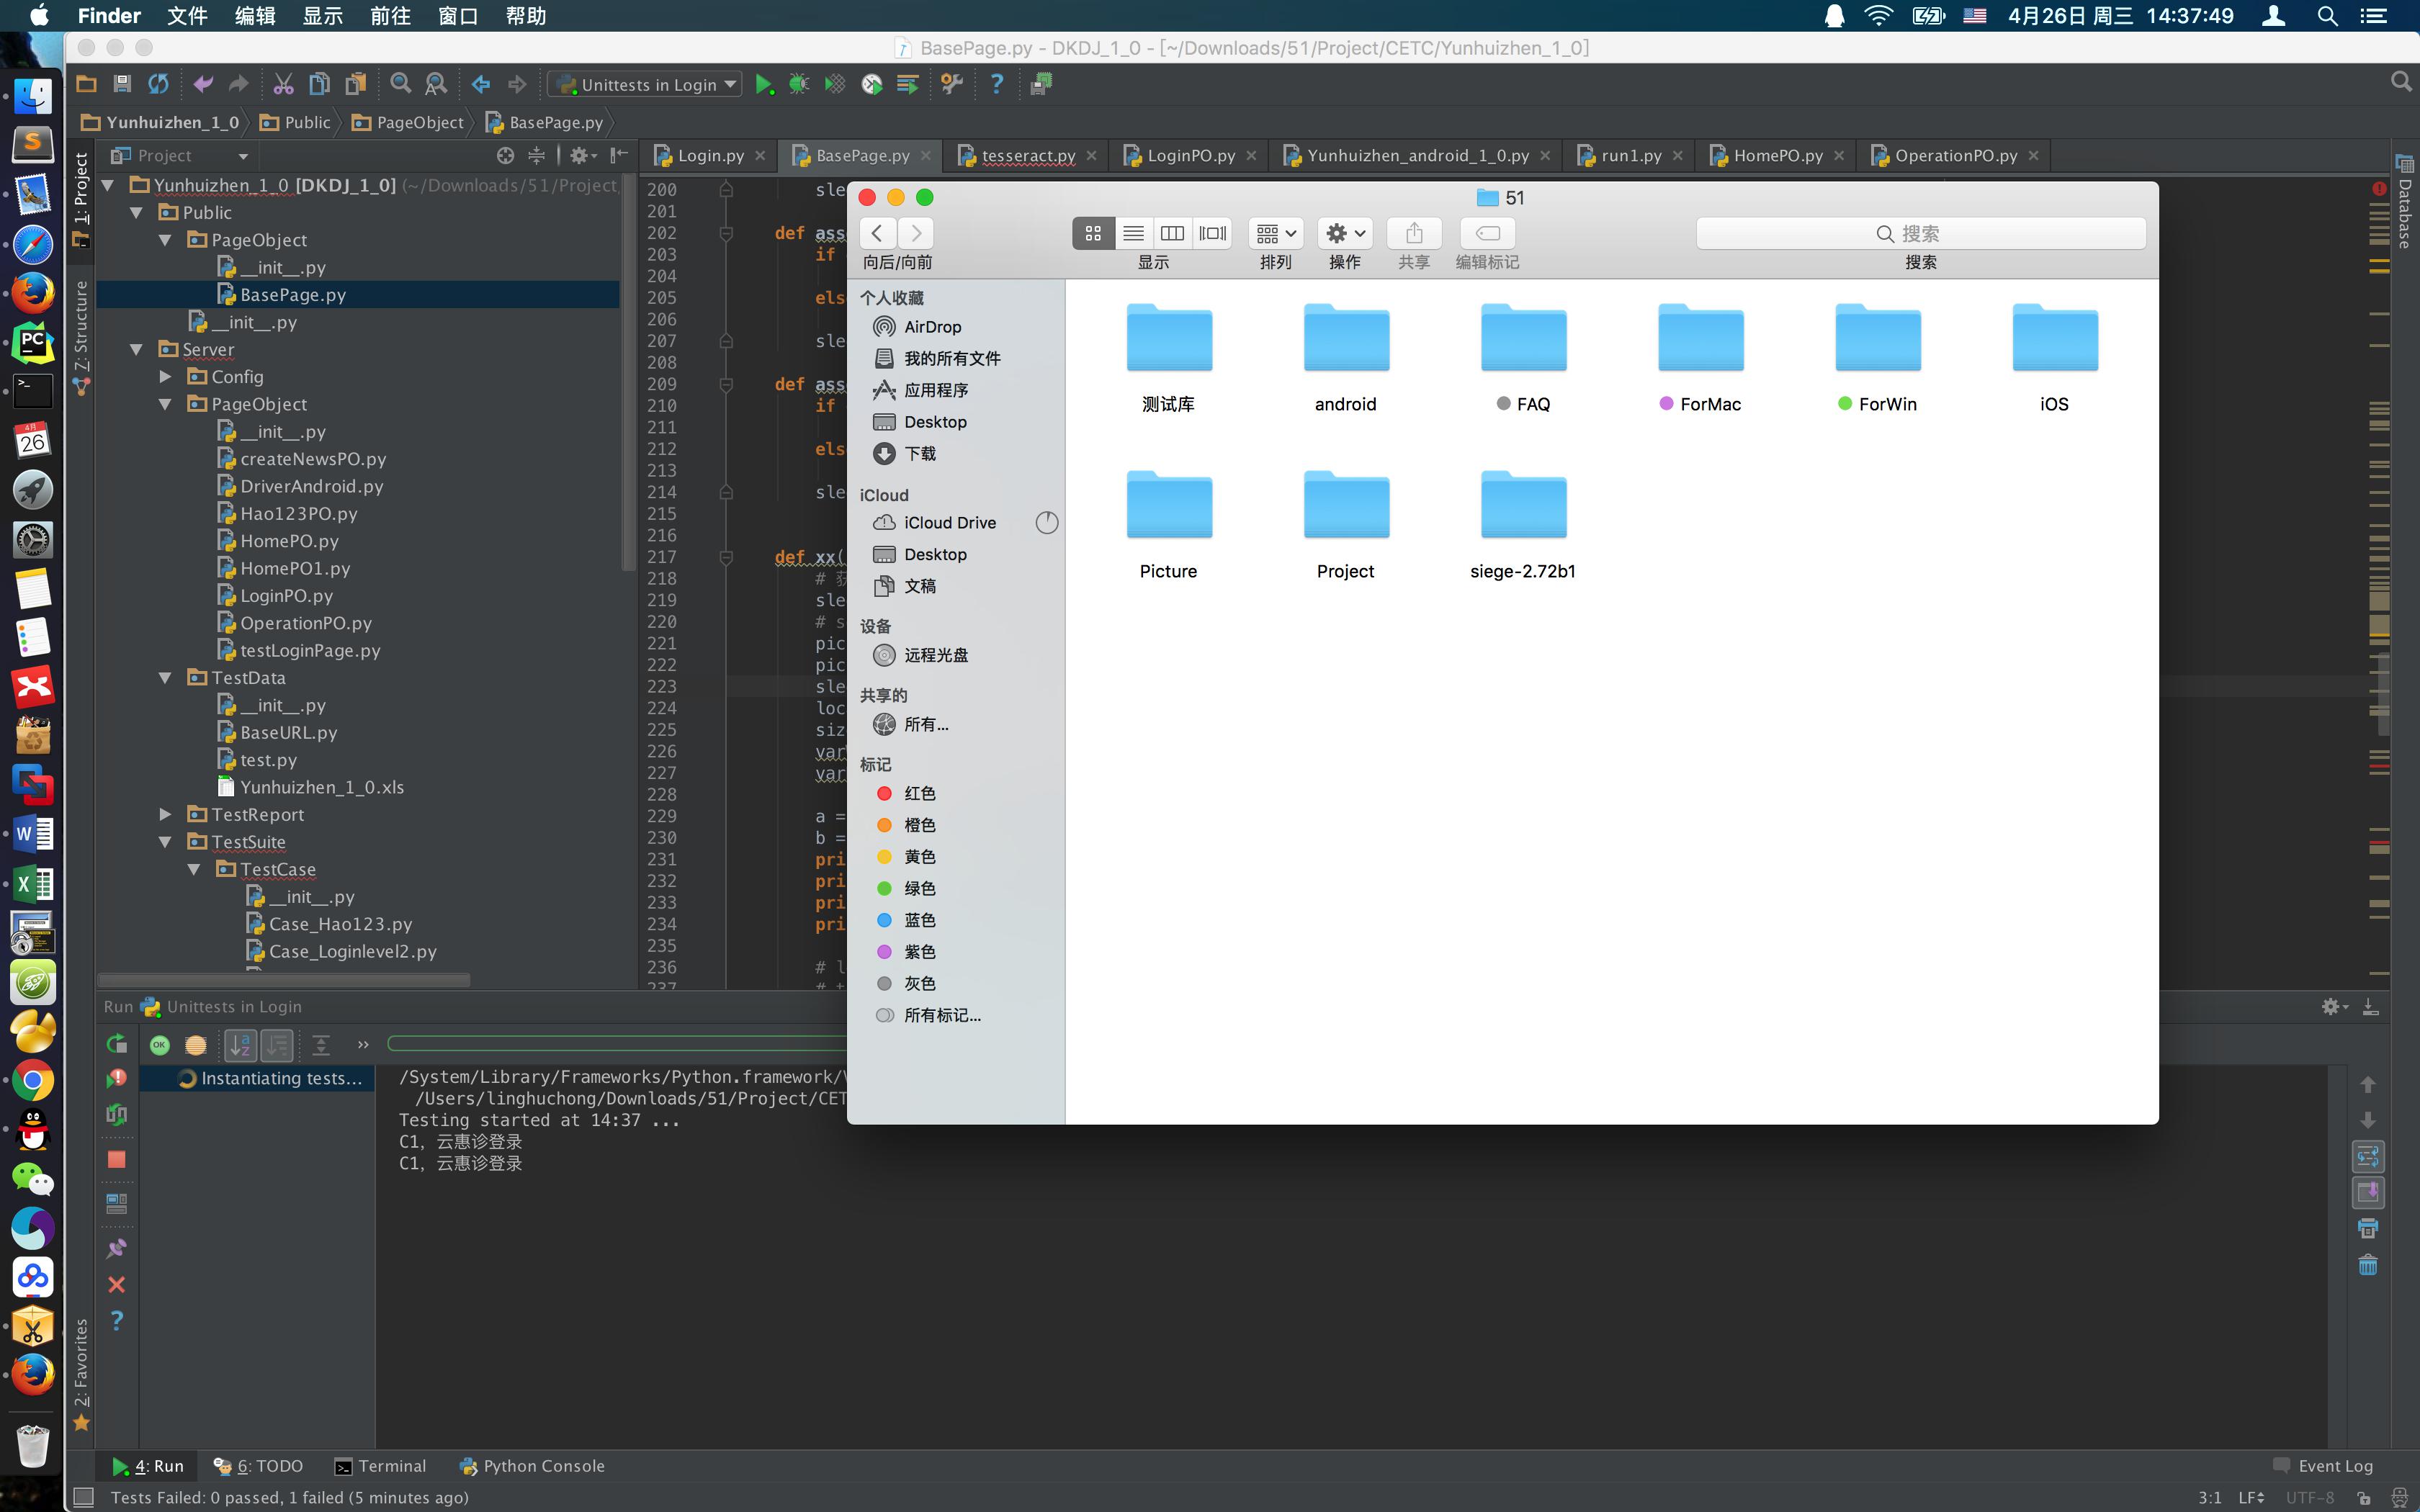 Finder 文件 编辑 显示 前往 窗口 帮助 4月26日 周三 14:37:49
BasePage.py - DKDJ_1_0 - [~/Downloads/51/Project/CETC/Yunhuizhen_1_0]
Unittests in Login
Yunhuizhen_1_0 Public PageObject BasePage.py
1: Project
Z: Structure
2: Favorites
Database
Project
Login.py BasePage.py tesseract.py LoginPO.py Yunhuizhen_android_1_0.py run1.py HomePO.py OperationPO.py
Yunhuizhen_1_0 [DKDJ_1_0] (~/Downloads/51/Project,
Public
PageObject
__init__.py
BasePage.py
__init__.py
Server
Config
PageObject
__init__.py
createNewsPO.py
DriverAndroid.py
Hao123PO.py
HomePO.py
HomePO1.py
LoginPO.py
OperationPO.py
testLoginPage.py
TestData
__init__.py
BaseURL.py
test.py
Yunhuizhen_1_0.xls
TestReport
TestSuite
TestCase
__init__.py
Case_Hao123.py
Case_Loginlevel2.py
200 sle
201
202 def ass
203 if
204
205 els
206
207 sle
208
209 def ass
210 if
211
212 els
213
214 sle
215
216
217 def xx(
218 # 获
219 sle
220 # s
221 pic
222 pic
223 sle
224 loc
225 siz
226 var
227 var
228
229 a =
230 b =
231 pri
232 pri
233 pri
234 pri
235
236 # l
237 # t
51
向后/向前 显示 排列 操作 共享 编辑标记 搜索
搜索
个人收藏
AirDrop
我的所有文件
应用程序
Desktop
下载
iCloud
iCloud Drive
Desktop
文稿
设备
远程光盘
共享的
所有...
标记
红色
橙色
黄色
绿色
蓝色
紫色
灰色
所有标记...
测试库 android FAQ ForMac ForWin iOS
Picture Project siege-2.72b1
Run Unittests in Login
Instantiating tests...
/System/Library/Frameworks/Python.framework/
/Users/linghuchong/Downloads/51/Project/CET
Testing started at 14:37 ...
C1, 云惠诊登录
C1, 云惠诊登录
4: Run 6: TODO Terminal Python Console Event Log
Tests Failed: 0 passed, 1 failed (5 minutes ago) 3:1 LF UTF-8
4月
26